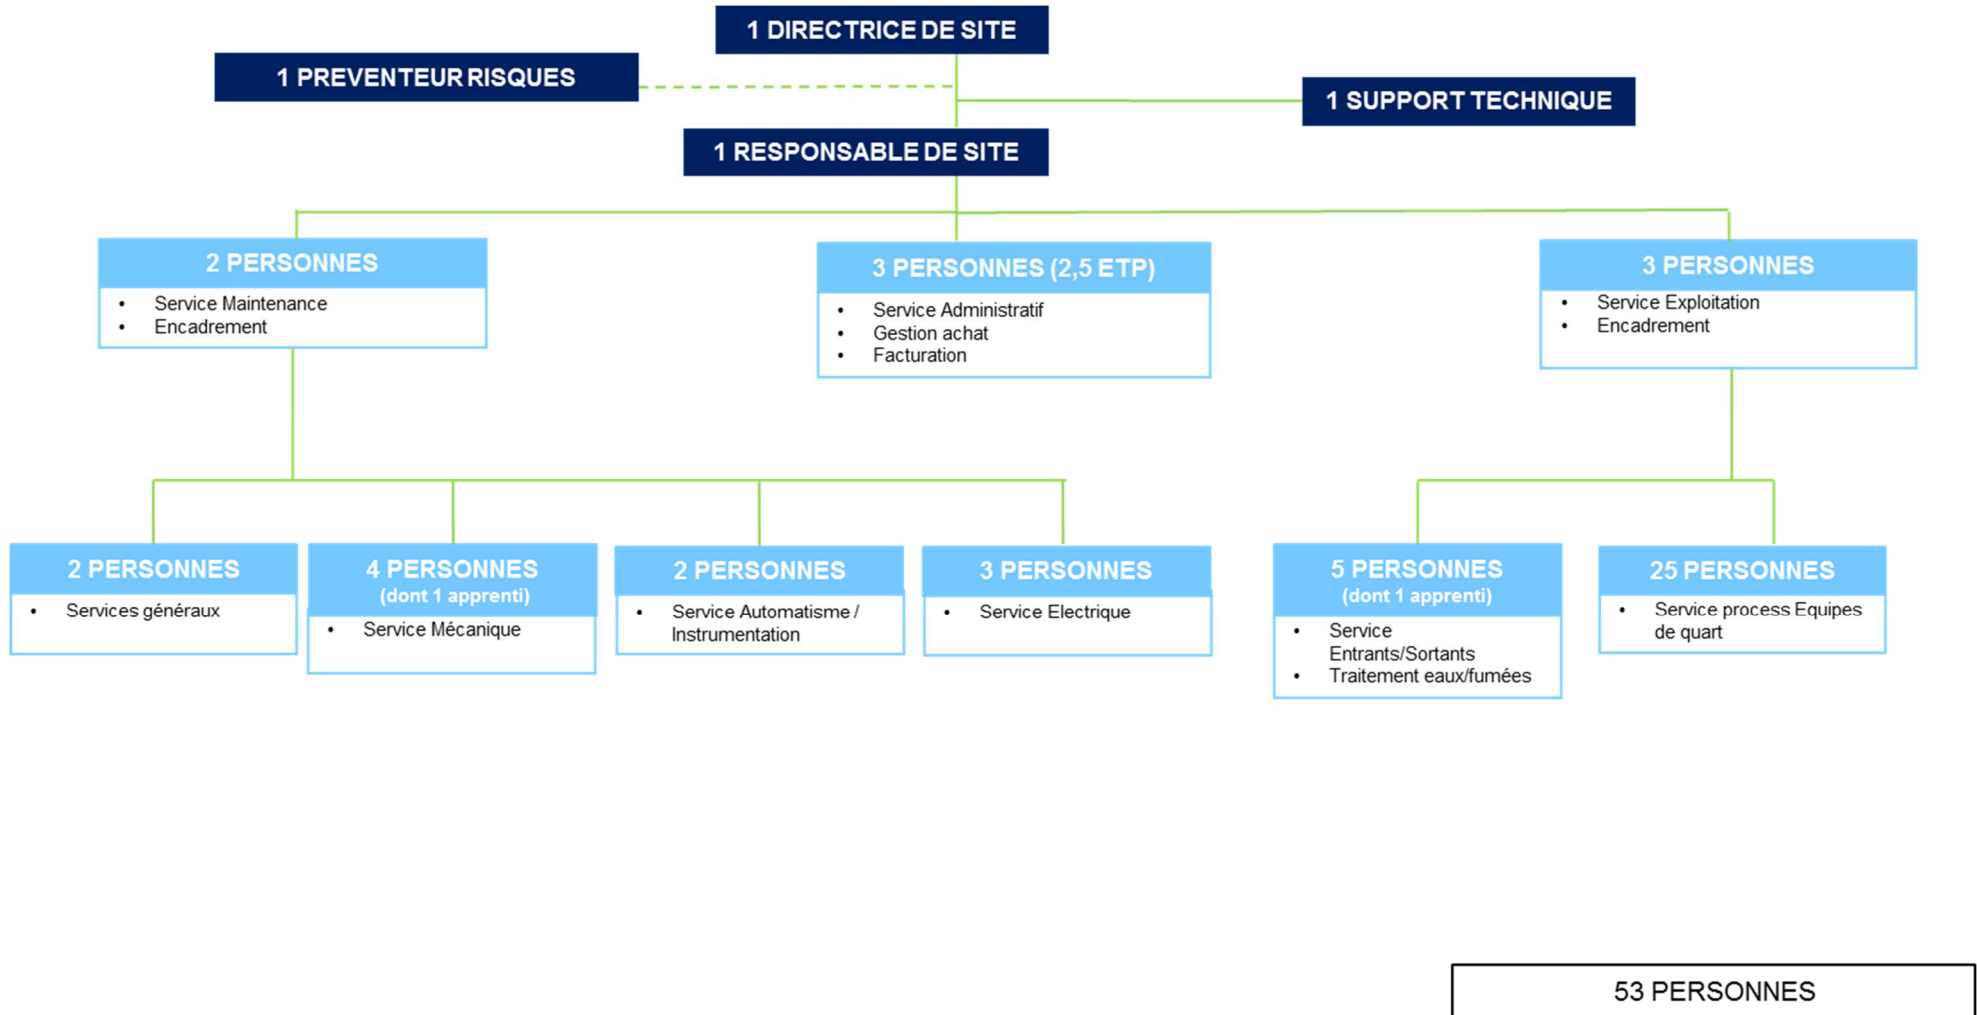 1 DIRECTRICE DE SITE
1 PREVENTEUR RISQUES
1 SUPPORT TECHNIQUE
1 RESPONSABLE DE SITE
2 PERSONNES
• Service Maintenance
• Encadrement
3 PERSONNES (2,5 ETP)
• Service Administratif
• Gestion achat
• Facturation
3 PERSONNES
• Service Exploitation
• Encadrement
2 PERSONNES
• Services généraux
4 PERSONNES
(dont 1 apprenti)
• Service Mécanique
2 PERSONNES
• Service Automatisme /
Instrumentation
3 PERSONNES
• Service Electrique
5 PERSONNES
(dont 1 apprenti)
• Service
Entrants/Sortants
• Traitement eaux/fumées
25 PERSONNES
• Service process Equipes
de quart
53 PERSONNES